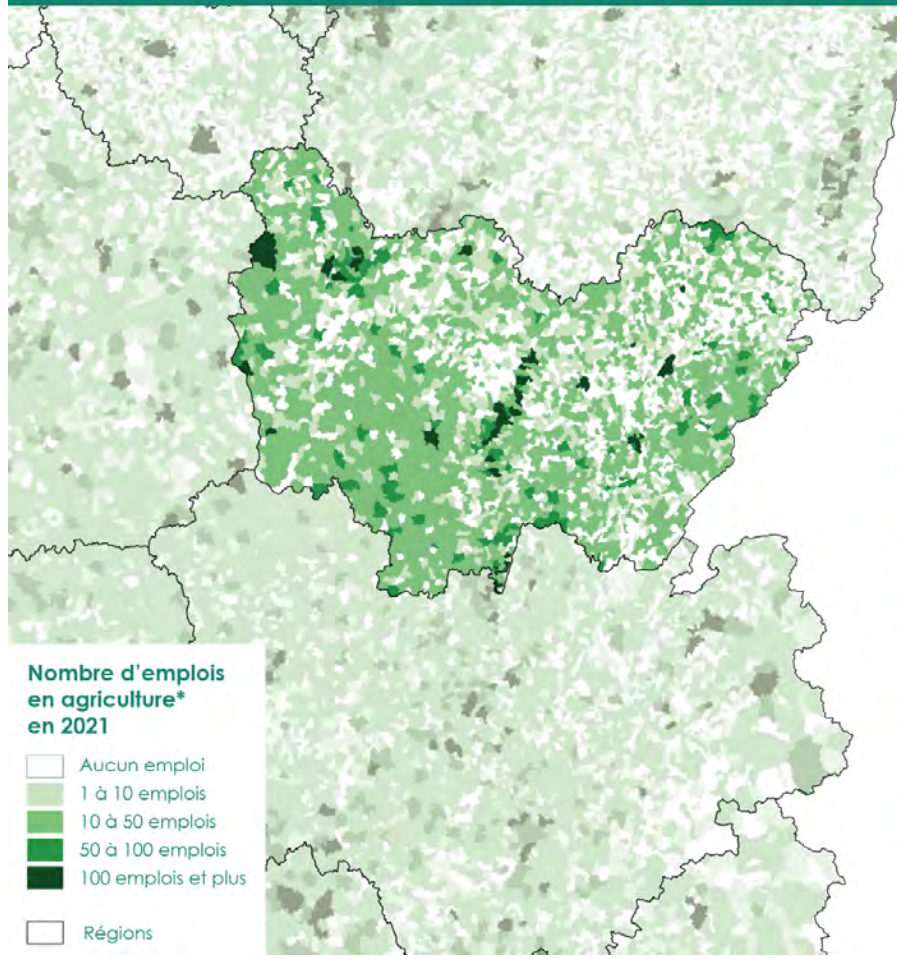 Nombre d'emplois
en agriculture*
en 2021
Aucun emploi
1 à 10 emplois
10 à 50 emplois
50 à 100 emplois
100 emplois et plus
Régions